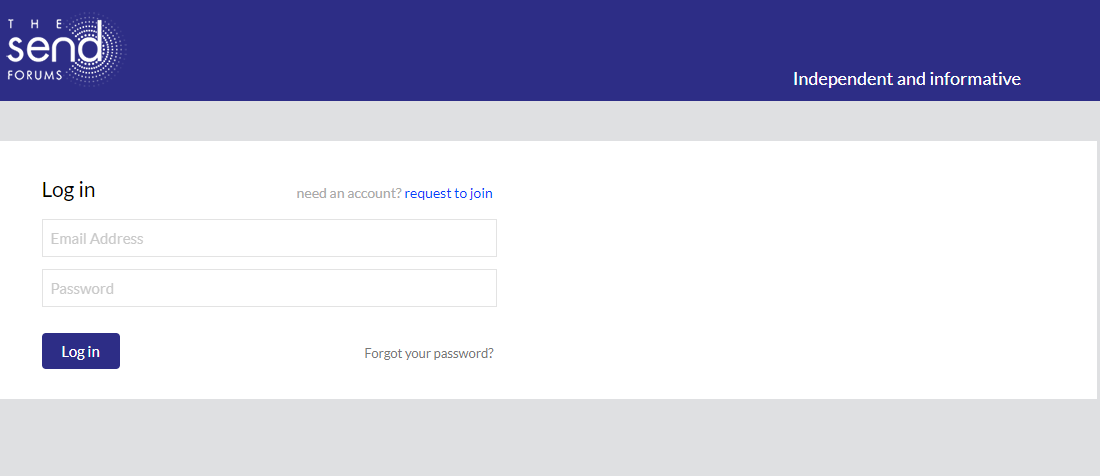 THE
send
FORUMS
Independent and informative
Log in
need an account? request to join
Email Address
Password
Log in
Forgot your password?